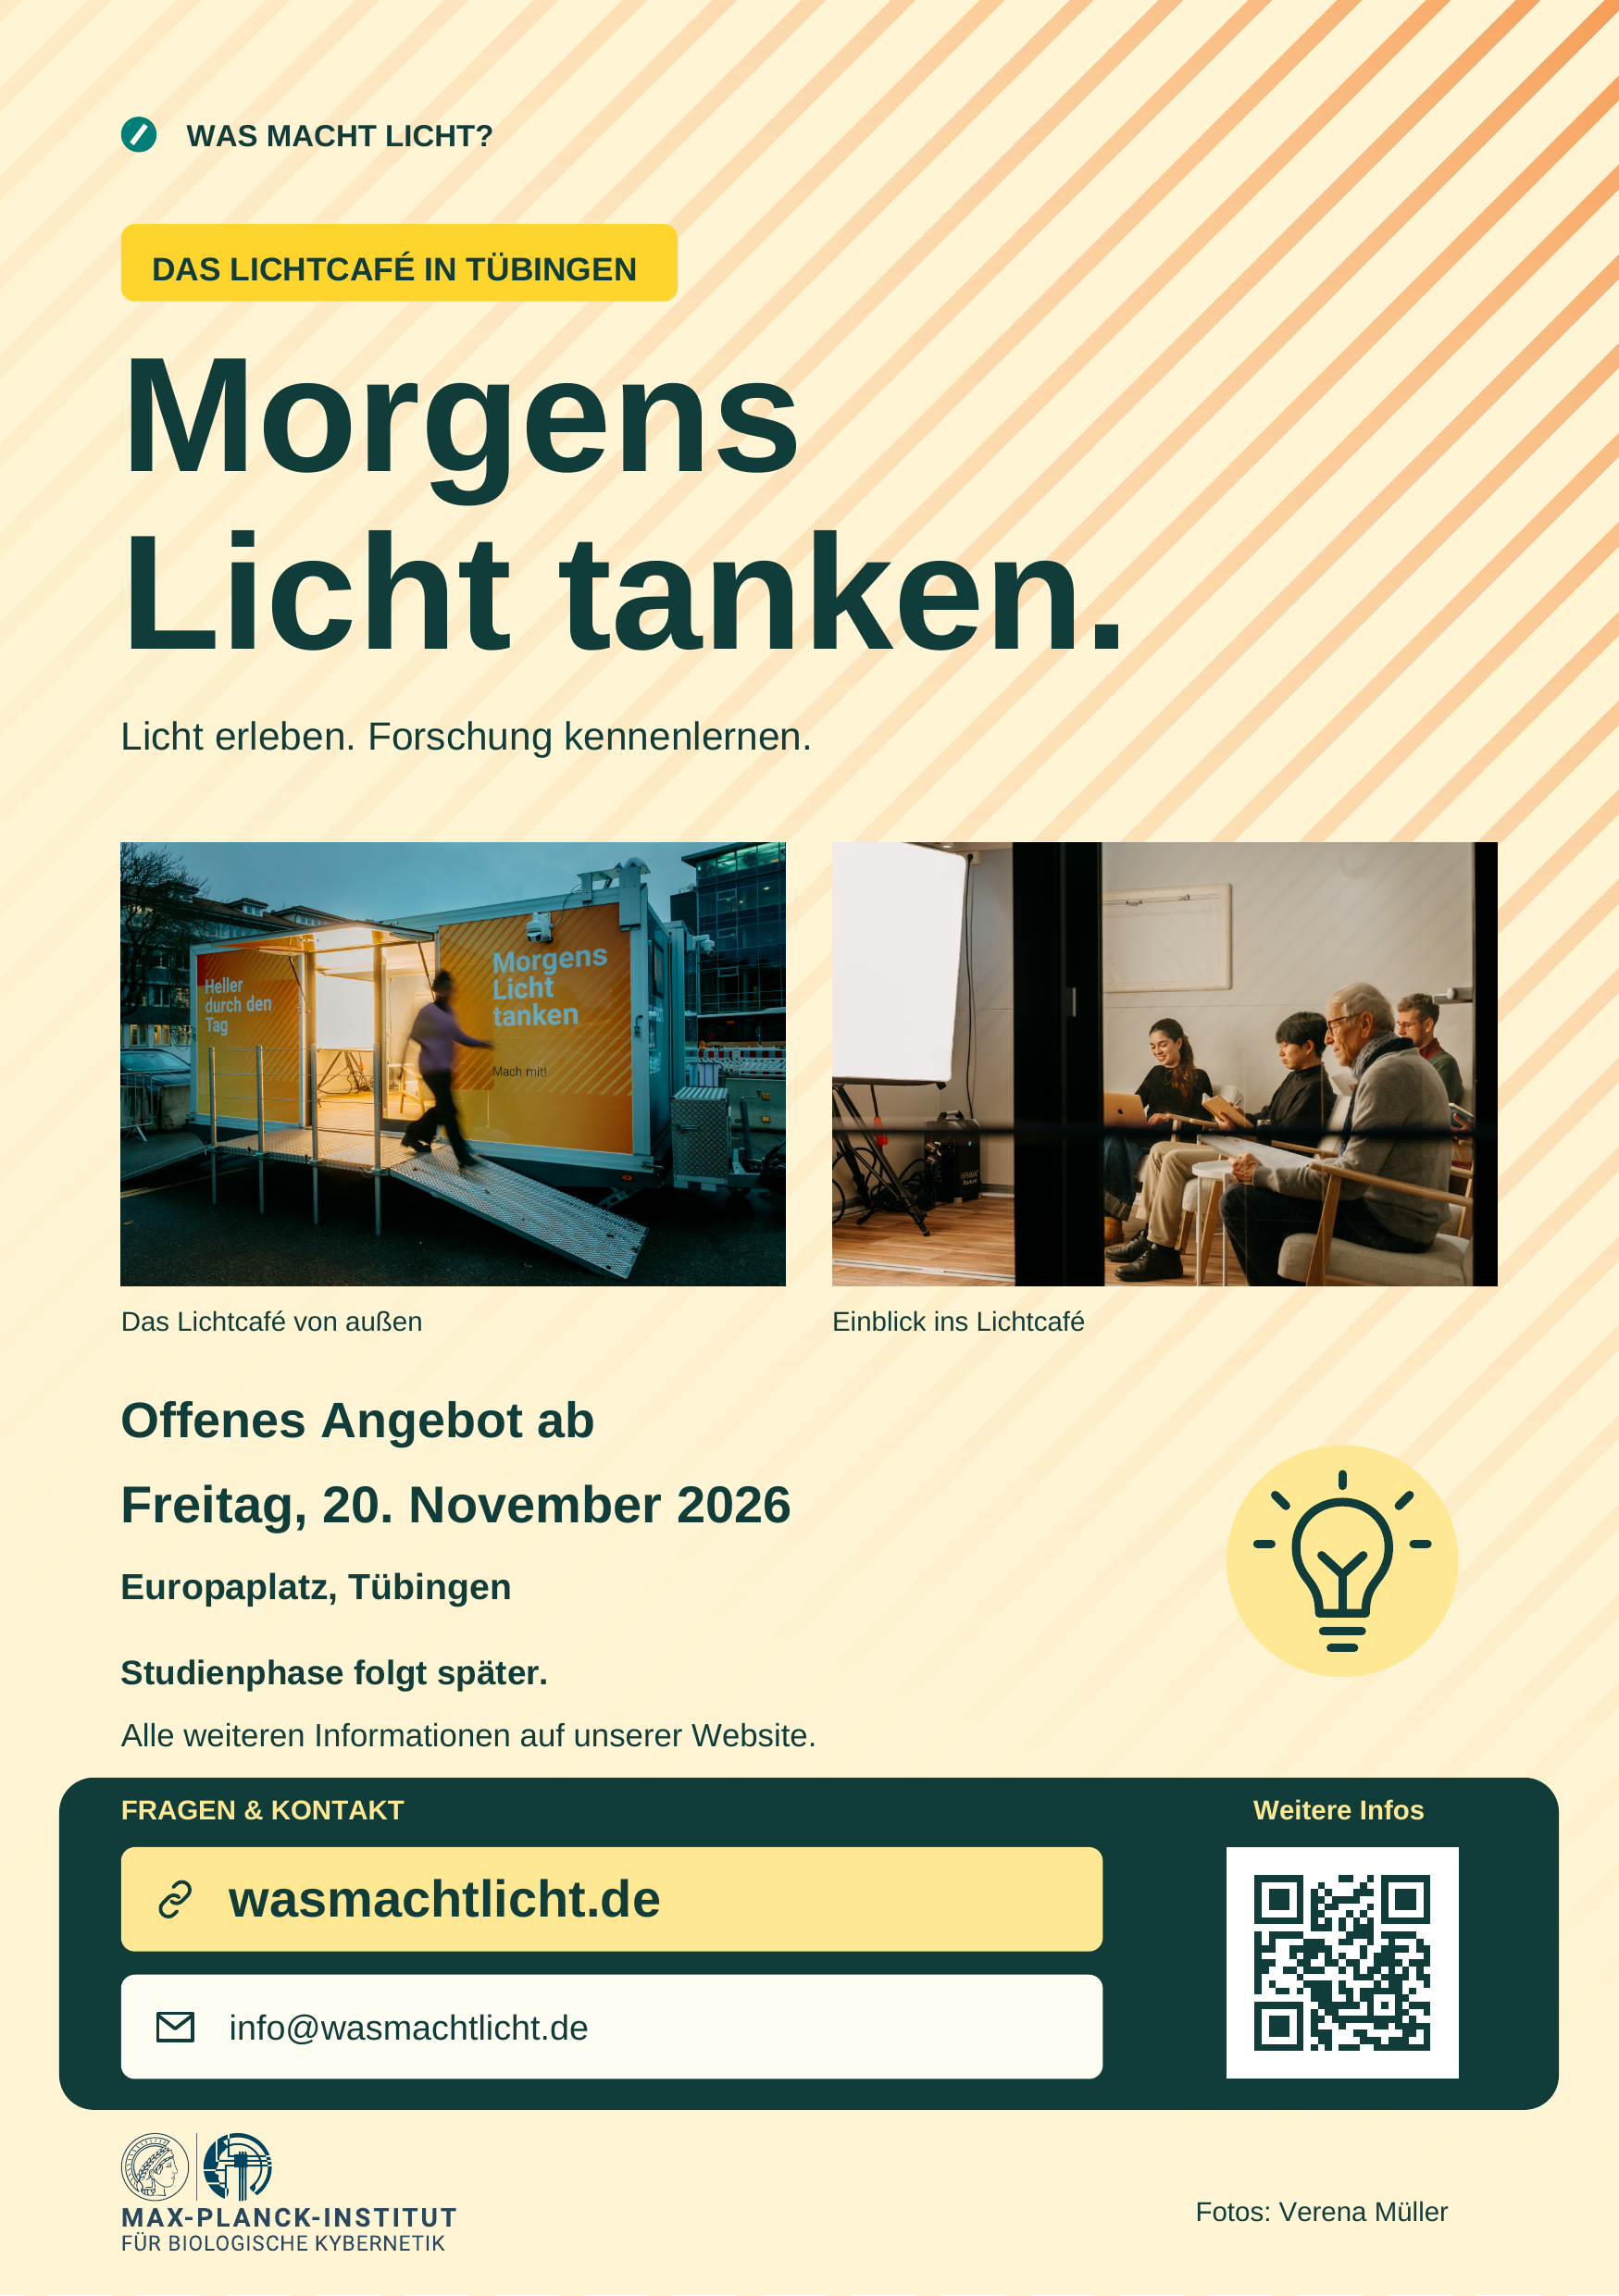 WAS MACHT LICHT?
DAS LICHTCAFÉ IN TÜBINGEN
Morgens
Licht tanken.
Licht erleben. Forschung kennenlernen.
Heller
durch den
Tag
Morgens
Licht
tanken
Mach mit!
Das Lichtcafé von außen
Einblick ins Lichtcafé
Offenes Angebot ab
Freitag, 20. November 2026
Europaplatz, Tübingen
Studienphase folgt später.
Alle weiteren Informationen auf unserer Website.
FRAGEN & KONTAKT
Weitere Infos
wasmachtlicht.de
info@wasmachtlicht.de
MAX-PLANCK-INSTITUT
FÜR BIOLOGISCHE KYBERNETIK
Fotos: Verena Müller